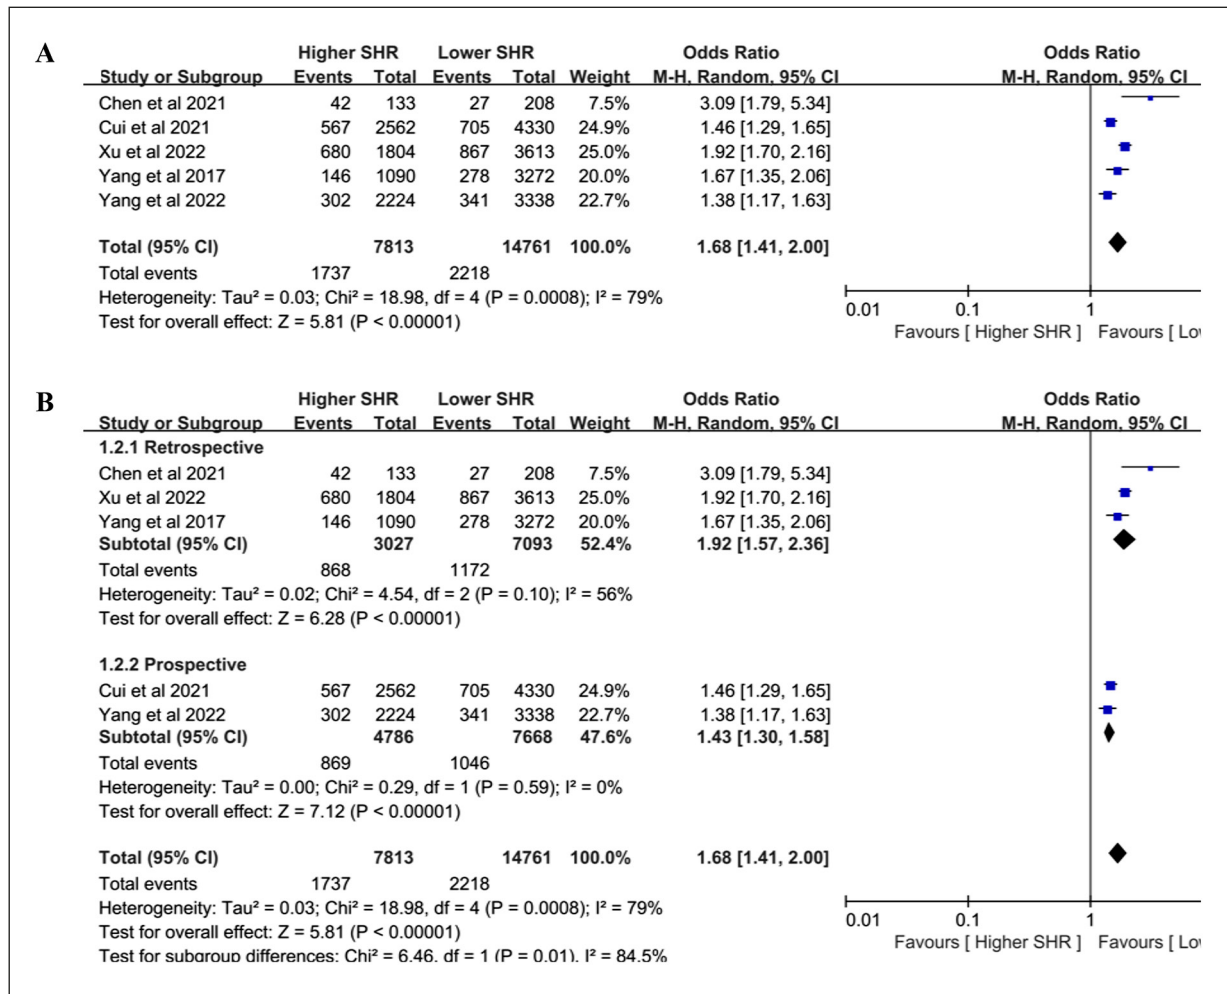 A
Higher SHR Lower SHR Odds Ratio Odds Ratio
Study or Subgroup Events Total Events Total Weight M-H, Random, 95% CI M-H, Random, 95% CI
Chen et al 2021 42 133 27 208 7.5% 3.09 [1.79, 5.34]
Cui et al 2021 567 2562 705 4330 24.9% 1.46 [1.29, 1.65]
Xu et al 2022 680 1804 867 3613 25.0% 1.92 [1.70, 2.16]
Yang et al 2017 146 1090 278 3272 20.0% 1.67 [1.35, 2.06]
Yang et al 2022 302 2224 341 3338 22.7% 1.38 [1.17, 1.63]
Total (95% CI) 7813 14761 100.0% 1.68 [1.41, 2.00]
Total events 1737 2218
Heterogeneity: Tau² = 0.03; Chi² = 18.98, df = 4 (P = 0.0008); I² = 79%
Test for overall effect: Z = 5.81 (P < 0.00001)
0.01 0.1 1
Favours [ Higher SHR ] Favours [ Lo
B
Higher SHR Lower SHR Odds Ratio Odds Ratio
Study or Subgroup Events Total Events Total Weight M-H, Random, 95% CI M-H, Random, 95% CI
1.2.1 Retrospective
Chen et al 2021 42 133 27 208 7.5% 3.09 [1.79, 5.34]
Xu et al 2022 680 1804 867 3613 25.0% 1.92 [1.70, 2.16]
Yang et al 2017 146 1090 278 3272 20.0% 1.67 [1.35, 2.06]
Subtotal (95% CI) 3027 7093 52.4% 1.92 [1.57, 2.36]
Total events 868 1172
Heterogeneity: Tau² = 0.02; Chi² = 4.54, df = 2 (P = 0.10); I² = 56%
Test for overall effect: Z = 6.28 (P < 0.00001)
1.2.2 Prospective
Cui et al 2021 567 2562 705 4330 24.9% 1.46 [1.29, 1.65]
Yang et al 2022 302 2224 341 3338 22.7% 1.38 [1.17, 1.63]
Subtotal (95% CI) 4786 7668 47.6% 1.43 [1.30, 1.58]
Total events 869 1046
Heterogeneity: Tau² = 0.00; Chi² = 0.29, df = 1 (P = 0.59); I² = 0%
Test for overall effect: Z = 7.12 (P < 0.00001)
Total (95% CI) 7813 14761 100.0% 1.68 [1.41, 2.00]
Total events 1737 2218
Heterogeneity: Tau² = 0.03; Chi² = 18.98, df = 4 (P = 0.0008); I² = 79%
Test for overall effect: Z = 5.81 (P < 0.00001)
Test for subgroup differences: Chi² = 6.46, df = 1 (P = 0.01), I² = 84.5%
0.01 0.1 1
Favours [ Higher SHR ] Favours [ Lo